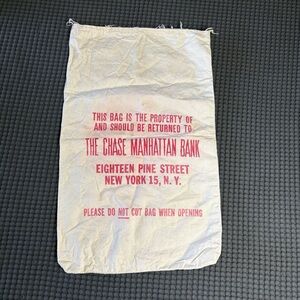 THIS BAG IS THE PROPERTY OF
AND SHOULD BE RETURNED TO
THE CHASE MANHATTAN BANK
EIGHTEEN PINE STREET
NEW YORK 15, N. Y.
PLEASE DO NOT CUT BAG WHEN OPENING